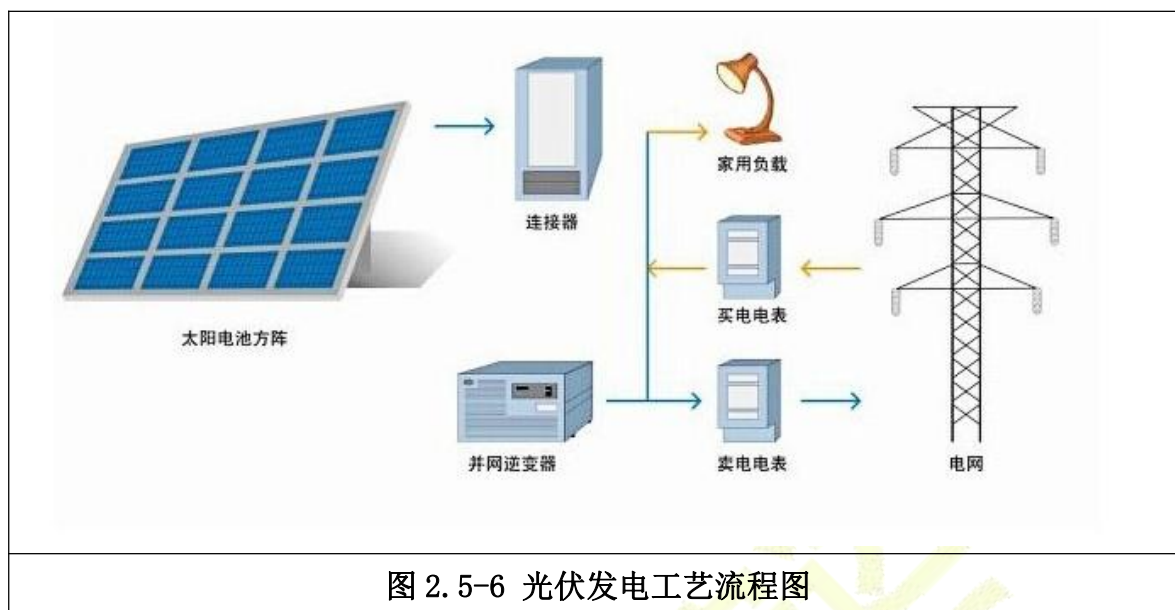 家用负载
连接器
买电电表
太阳电池方阵
并网逆变器
卖电电表
电网
图 2.5-6 光伏发电工艺流程图